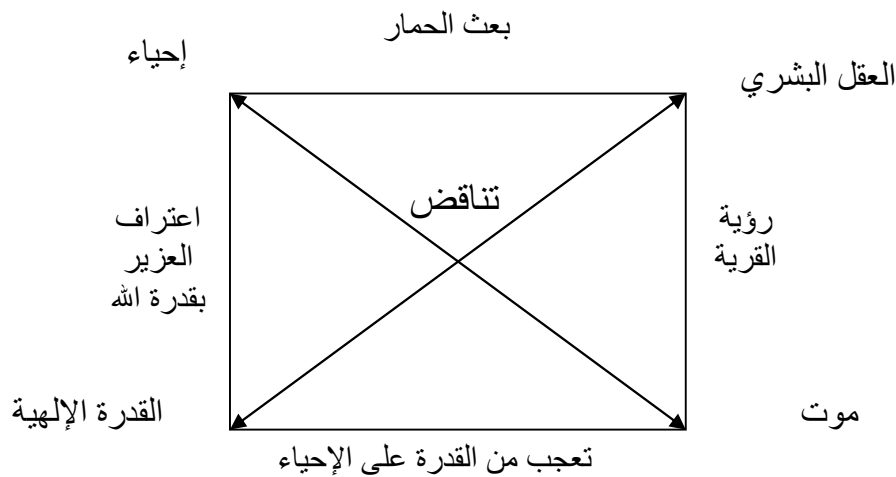 بعث الحمار
إحياء
العقل البشري
تناقض
رؤية
القرية
اعتراف
العزير
بقدرة الله
القدرة الإلهية
موت
تعجب من القدرة على الإحياء